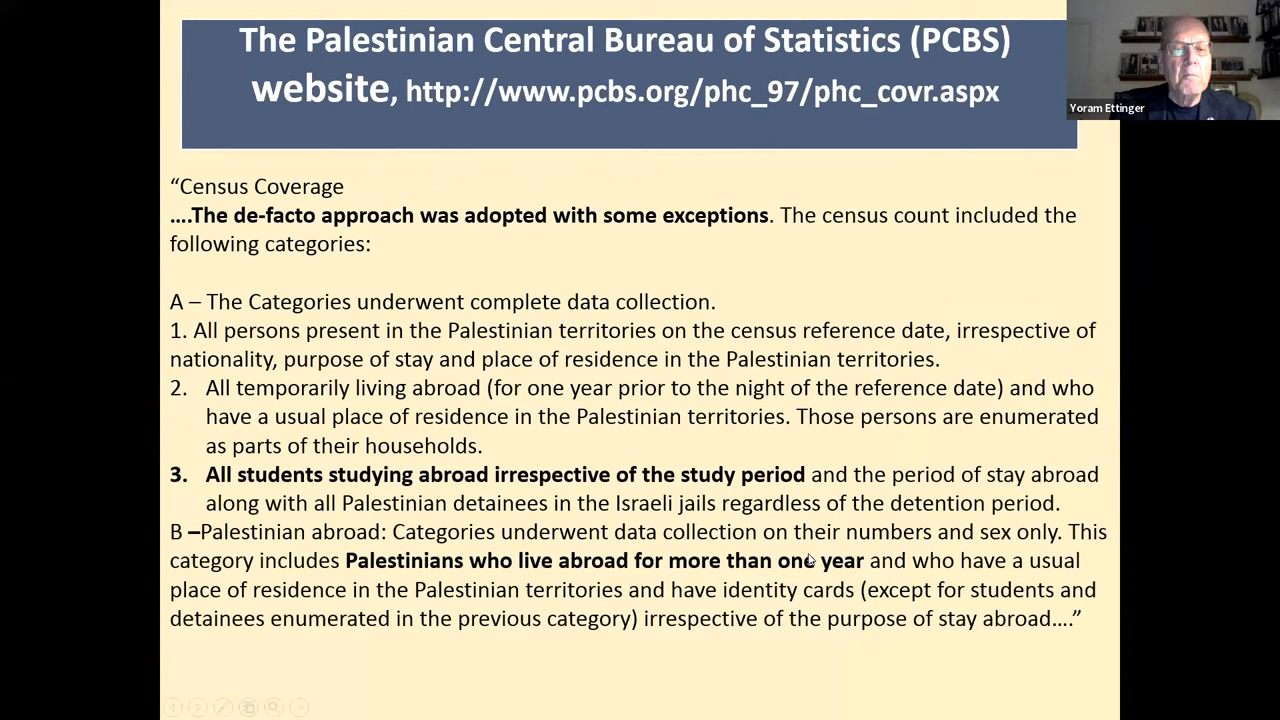 The Palestinian Central Bureau of Statistics (PCBS)
website, http://www.pcbs.org/phc_97/phc_covr.aspx
Yoram Ettinger
“Census Coverage
....The de-facto approach was adopted with some exceptions. The census count included the
following categories:
A – The Categories underwent complete data collection.
1. All persons present in the Palestinian territories on the census reference date, irrespective of
nationality, purpose of stay and place of residence in the Palestinian territories.
2. All temporarily living abroad (for one year prior to the night of the reference date) and who
have a usual place of residence in the Palestinian territories. Those persons are enumerated
as parts of their households.
3. All students studying abroad irrespective of the study period and the period of stay abroad
along with all Palestinian detainees in the Israeli jails regardless of the detention period.
B –Palestinian abroad: Categories underwent data collection on their numbers and sex only. This
category includes Palestinians who live abroad for more than one year and who have a usual
place of residence in the Palestinian territories and have identity cards (except for students and
detainees enumerated in the previous category) irrespective of the purpose of stay abroad....”